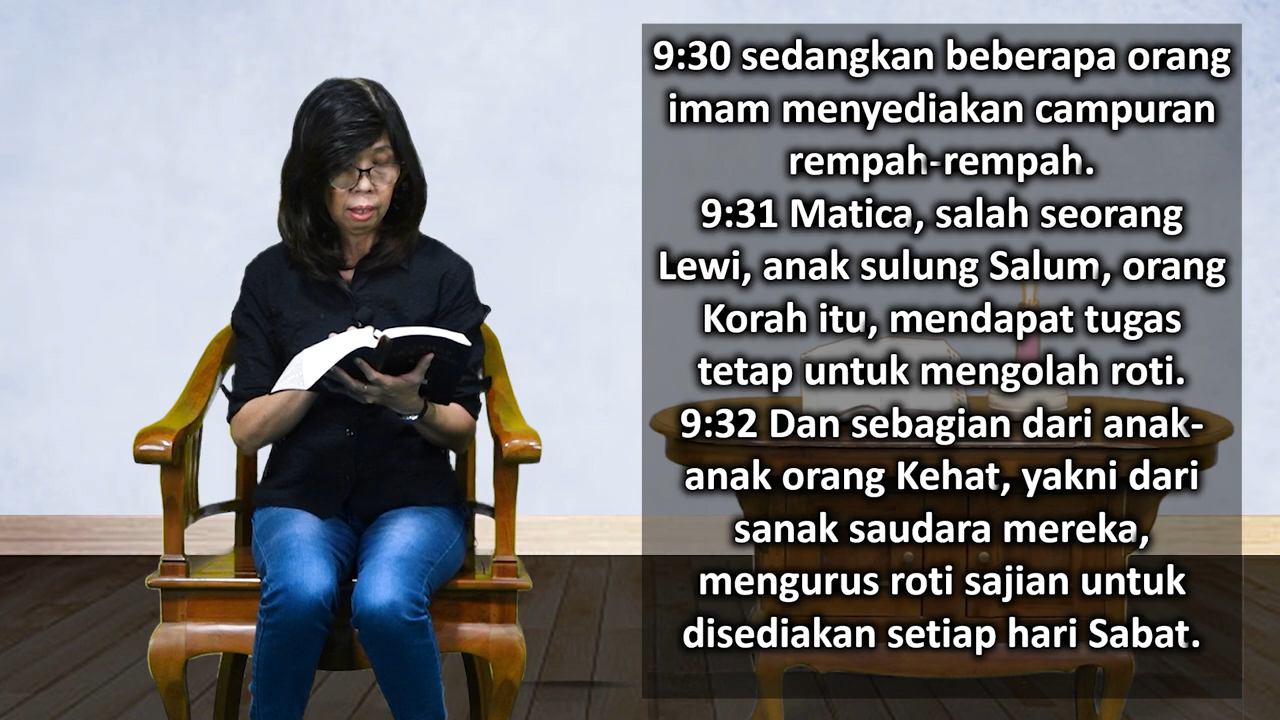 9:30 sedangkan beberapa orang
imam menyediakan campuran
rempah-rempah.
9:31 Matica, salah seorang
Lewi, anak sulung Salum, orang
Korah itu, mendapat tugas
tetap untuk mengolah roti.
9:32 Dan sebagian dari anak-
anak orang Kehat, yakni dari
sanak saudara mereka,
mengurus roti sajian untuk
disediakan setiap hari Sabat.